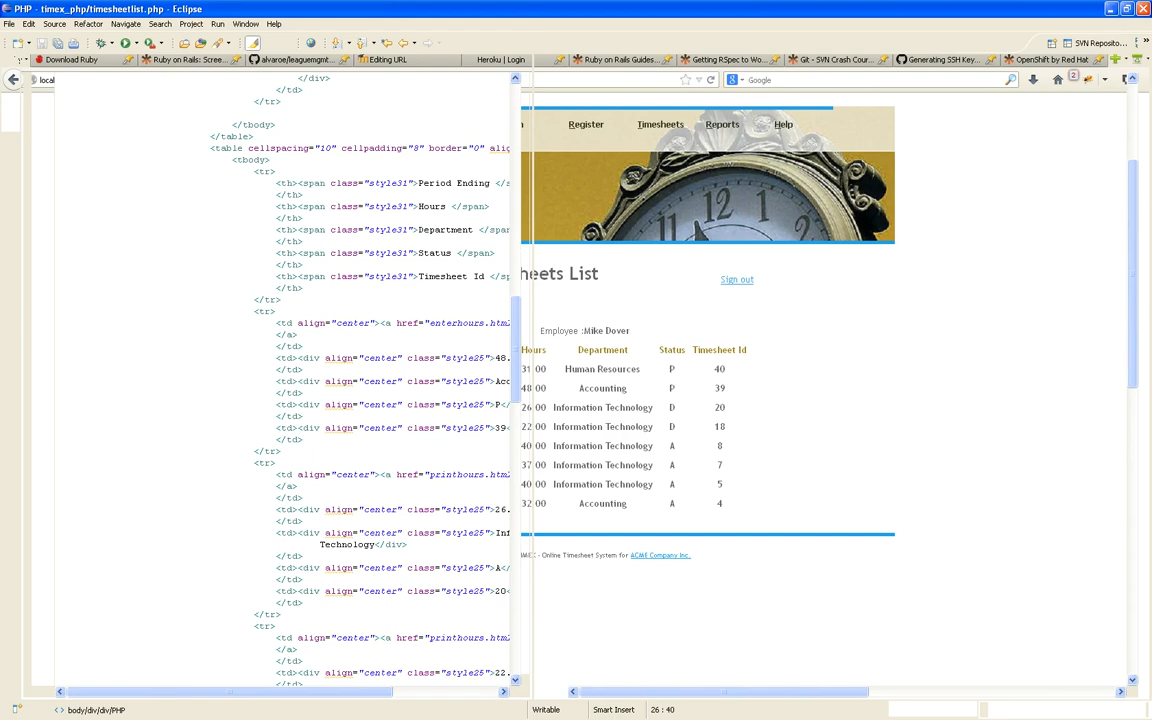 PHP - timex_php/timesheetlist.php - Eclipse
File Edit Source Refactor Navigate Search Project Run Window Help
SVN Reposito...
Download Ruby Ruby on Rails: Scree... alvaroe/leaguemgmt... Editing URL Heroku | Login Ruby on Rails Guides... Getting RSpec to Wo... Git - SVN Crash Cour... Generating SSH Key... OpenShift by Red Hat
local Google 2
</div>
</td>
</tr>
</tbody>
</table>
<table cellspacing="10" cellpadding="8" border="0" alig
<tbody>
<tr>
<th><span class="style31">Period Ending </s
</th>
<th><span class="style31">Hours </span>
</th>
<th><span class="style31">Department </span
</th>
<th><span class="style31">Status </span>
</th>
<th><span class="style31">Timesheet Id </sp
</th>
</tr>
<tr>
<td align="center"><a href="enterhours.html
</a>
</td>
<td><div align="center" class="style25">48.
</td>
<td><div align="center" class="style25">Acc
</td>
<td><div align="center" class="style25">P</
</td>
<td><div align="center" class="style25">39<
</td>
</tr>
<tr>
<td align="center"><a href="printhours.html
</a>
</td>
<td><div align="center" class="style25">26.
</td>
<td><div align="center" class="style25">Inf
Technology</div>
</td>
<td><div align="center" class="style25">A</
</td>
<td><div align="center" class="style25">20<
</td>
</tr>
<tr>
<td align="center"><a href="printhours.html
</a>
</td>
<td><div align="center" class="style25">22.
</td>
n Register Timesheets Reports Help
11 12 1
heets List
Sign out
Employee :Mike Dover
Hours Department Status Timesheet Id
31.00 Human Resources P 40
48.00 Accounting P 39
26.00 Information Technology D 20
22.00 Information Technology D 18
40.00 Information Technology A 8
37.00 Information Technology A 7
40.00 Information Technology A 5
32.00 Accounting A 4
IMEX - Online Timesheet System for ACME Company Inc.
body/div/div/PHP Writable Smart Insert 26 : 40